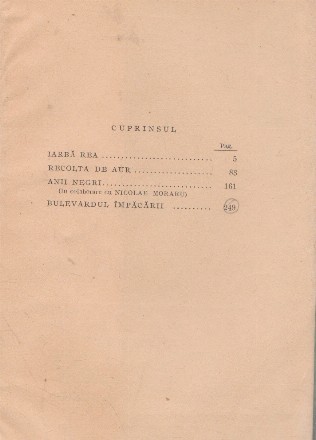 CUPRINSUL
Pag.
IARBĂ REA ........................... 5
RECOLTA DE AUR .................... 83
ANII NEGRI ........................... 161
(în colaborare cu NICOLAE MORARU)
BULEVARDUL ÎMPĂCĂRII .......... 249